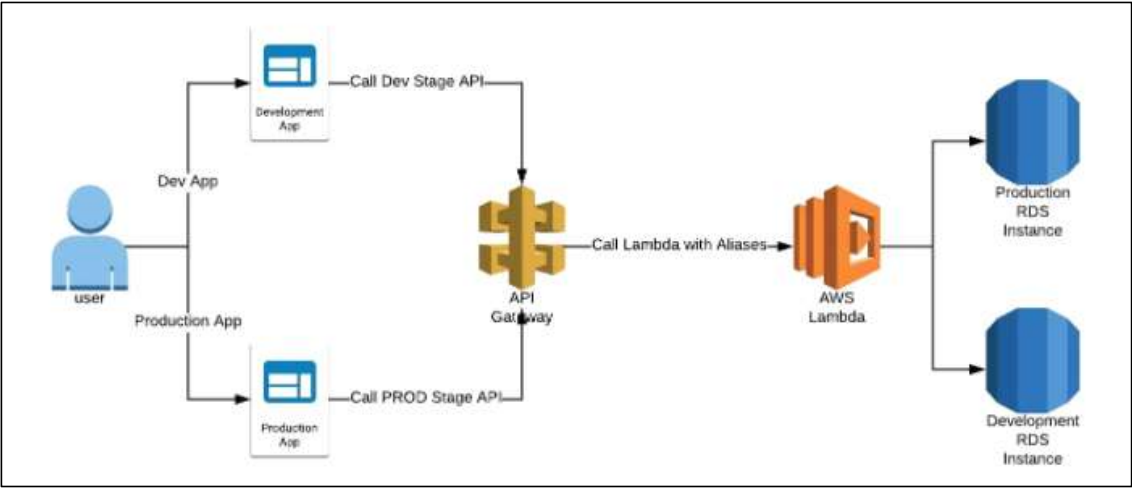 Development
App
Call Dev Stage API
Dev App
user
Production App
Production
App
Call PROD Stage API
API
Gateway
Call Lambda with Aliases
AWS
Lambda
Production
RDS
Instance
Development
RDS
Instance